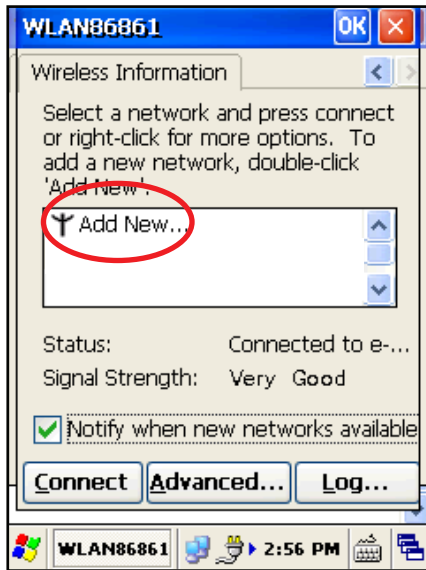 WLAN86861 OK
Wireless Information
Select a network and press connect
or right-click for more options. To
add a new network, double-click
'Add New'.
Add New...
Status: Connected to e-...
Signal Strength: Very Good
Notify when new networks available
Connect Advanced... Log...
WLAN86861 2:56 PM